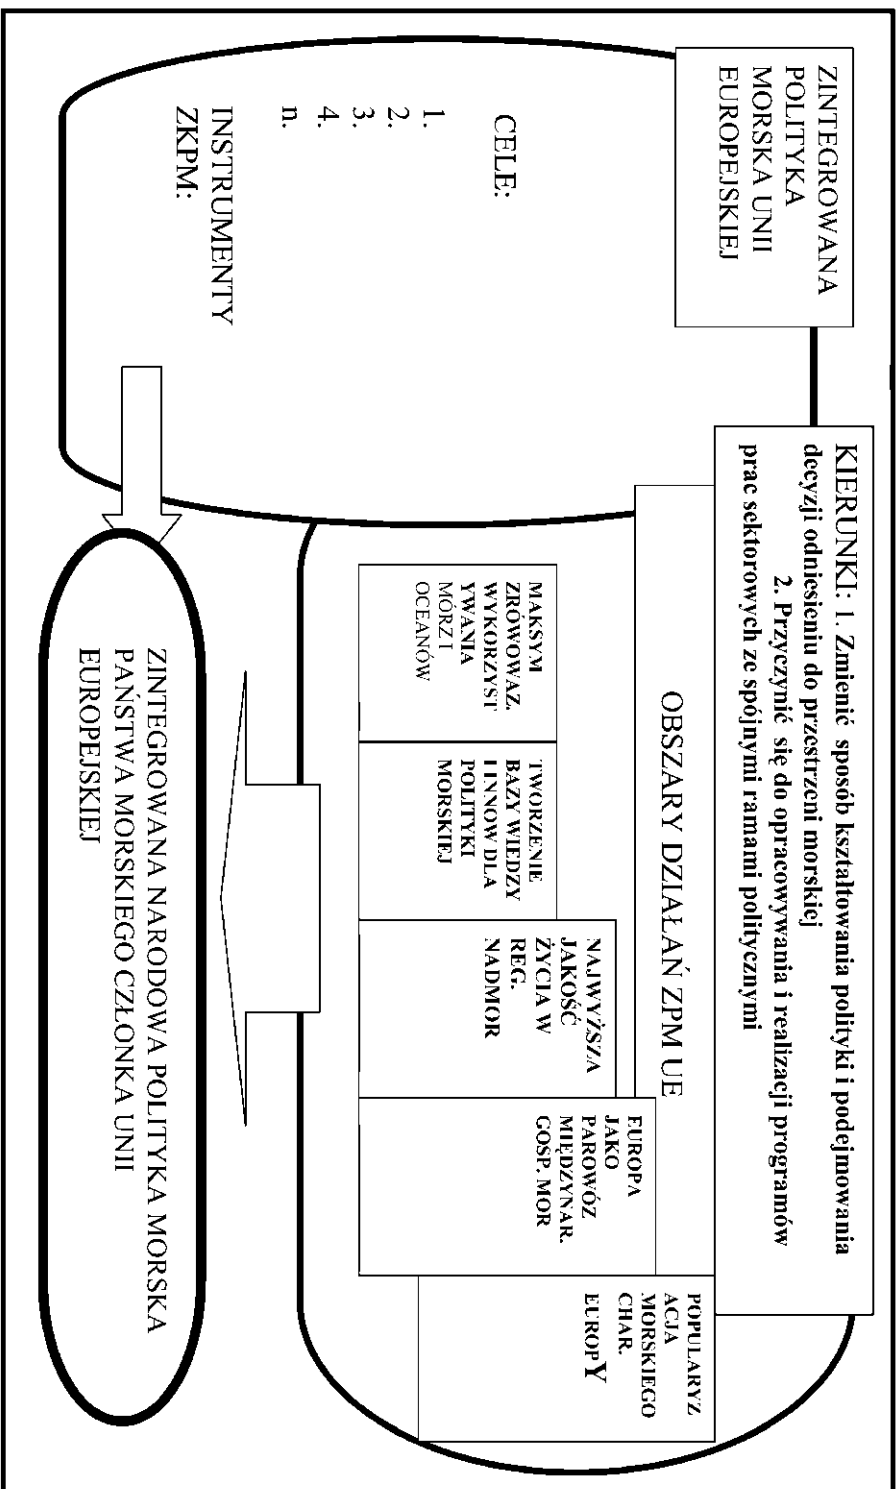 ZINTEGROWANA
POLITYKA
MORSKA UNII
EUROPEJSKIEJ
KIERUNKI: 1. Zmienić sposób kształtowania polityki i podejmowania
decyzji odniesieniu do przestrzeni morskiej
2. Przyczynić się do opracowywania i realizacji programów
prac sektorowych ze spójnymi ramami politycznymi
CELE:
1.
2.
3.
4.
n.
INSTRUMENTY
ZKPM:
OBSZARY DZIAŁAŃ ZPM UE
MAKSYM
ZRÓWOWAŻ.
WYKORZYST
YWANIA
MÓRZ I
OCEANÓW
TWORZENIE
BAZY WIEDZY
I INNOW DLA
POLITYKI
MORSKIEJ
NAJWYŻSZA
JAKOŚĆ
ŻYCIA W
REG.
NADMOR
EUROPA
JAKO
PAROWÓZ
MIĘDZYNAR.
GOSP. MOR
POPULARYZ
ACJA
MORSKIEGO
CHAR.
EUROPY
ZINTEGROWANA NARODOWA POLITYKA MORSKA
PAŃSTWA MORSKIEGO CZŁONKA UNII
EUROPEJSKIEJ